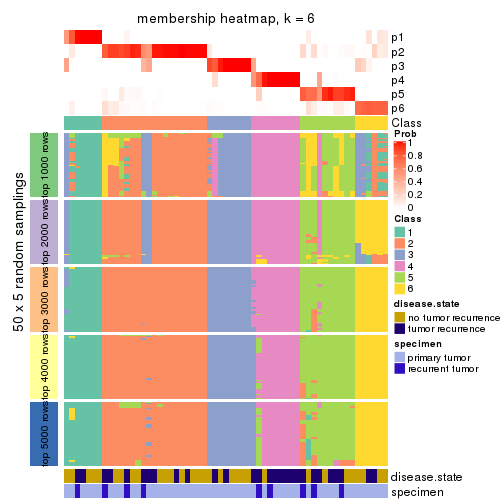 membership heatmap, k = 6
p1
p2
p3
p4
p5
p6
Class
50 x 5 random samplings
top 1000 rows
top 2000 rows
top 3000 rows
top 4000 rows
top 5000 rows
disease.state
specimen
Prob
1
0.8
0.6
0.4
0.2
0
Class
1
2
3
4
5
6
disease.state
no tumor recurrence
tumor recurrence
specimen
primary tumor
recurrent tumor